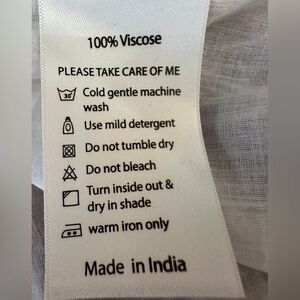 100% Viscose
PLEASE TAKE CARE OF ME
30
Cold gentle machine
wash
Use mild detergent
Do not tumble dry
Do not bleach
Turn inside out &
dry in shade
warm iron only
Made in India